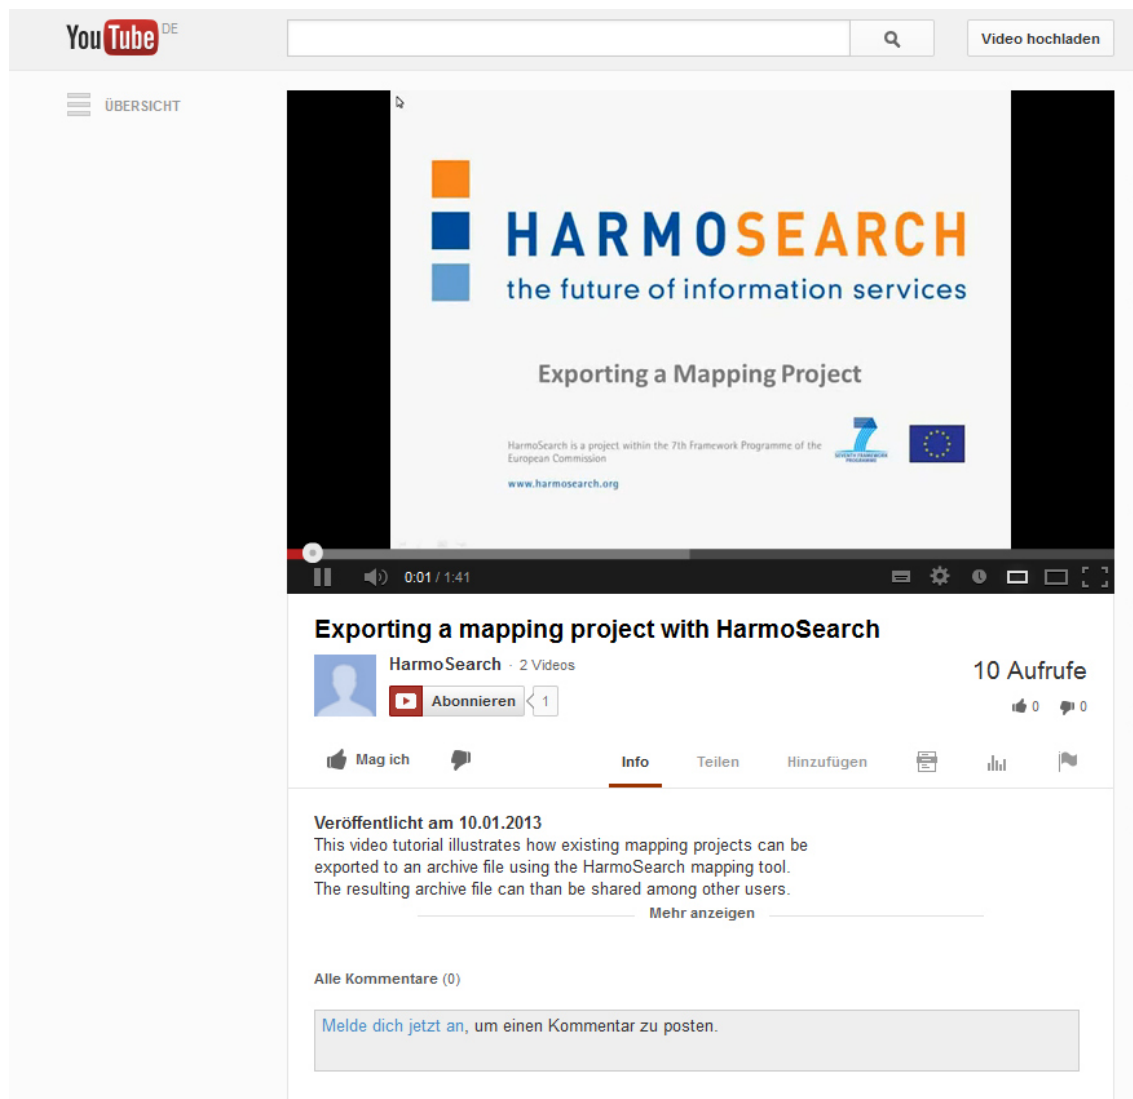 YouTube DE
Video hochladen
ÜBERSICHT
HARMOSEARCH
the future of information services
Exporting a Mapping Project
HarmoSearch is a project within the 7th Framework Programme of the
European Commission
SEVENTH FRAMEWORK
PROGRAMME
www.harmosearch.org
0:01 / 1:41
Exporting a mapping project with HarmoSearch
HarmoSearch · 2 Videos
10 Aufrufe
Abonnieren 1
0 0
Mag ich Info Teilen Hinzufügen
Veröffentlicht am 10.01.2013
This video tutorial illustrates how existing mapping projects can be
exported to an archive file using the HarmoSearch mapping tool.
The resulting archive file can than be shared among other users.
Mehr anzeigen
Alle Kommentare (0)
Melde dich jetzt an, um einen Kommentar zu posten.